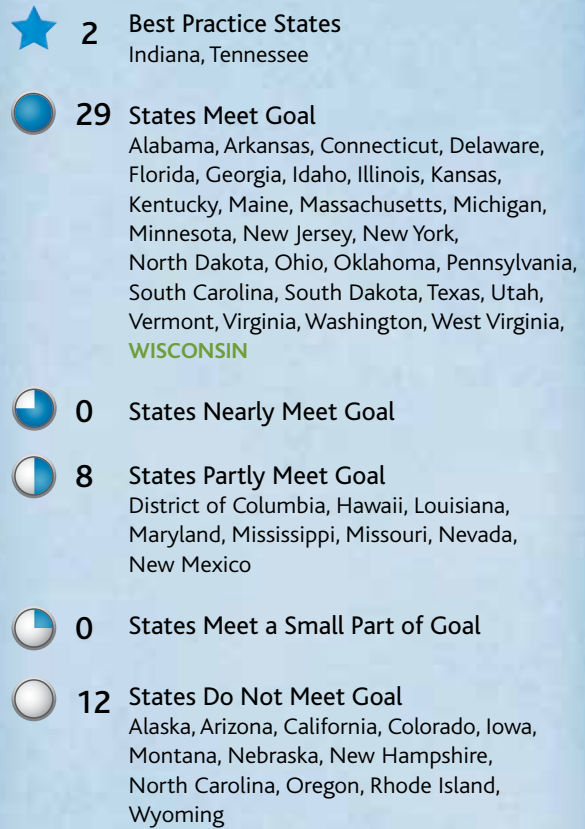 2 Best Practice States
Indiana, Tennessee
29 States Meet Goal
Alabama, Arkansas, Connecticut, Delaware,
Florida, Georgia, Idaho, Illinois, Kansas,
Kentucky, Maine, Massachusetts, Michigan,
Minnesota, New Jersey, New York,
North Dakota, Ohio, Oklahoma, Pennsylvania,
South Carolina, South Dakota, Texas, Utah,
Vermont, Virginia, Washington, West Virginia,
WISCONSIN
0 States Nearly Meet Goal
8 States Partly Meet Goal
District of Columbia, Hawaii, Louisiana,
Maryland, Mississippi, Missouri, Nevada,
New Mexico
0 States Meet a Small Part of Goal
12 States Do Not Meet Goal
Alaska, Arizona, California, Colorado, Iowa,
Montana, Nebraska, New Hampshire,
North Carolina, Oregon, Rhode Island,
Wyoming